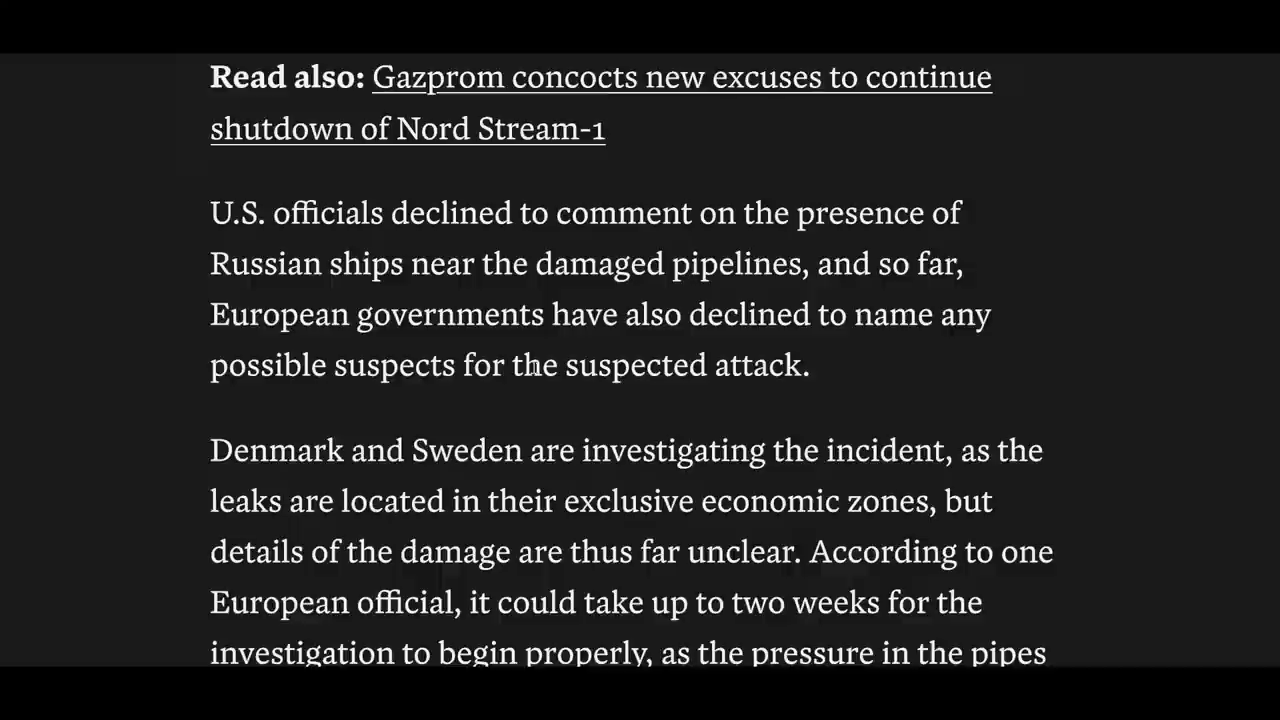 Read also: Gazprom concocts new excuses to continue
shutdown of Nord Stream-1
U.S. officials declined to comment on the presence of
Russian ships near the damaged pipelines, and so far,
European governments have also declined to name any
possible suspects for the suspected attack.
Denmark and Sweden are investigating the incident, as the
leaks are located in their exclusive economic zones, but
details of the damage are thus far unclear. According to one
European official, it could take up to two weeks for the
investigation to begin properly, as the pressure in the pipes